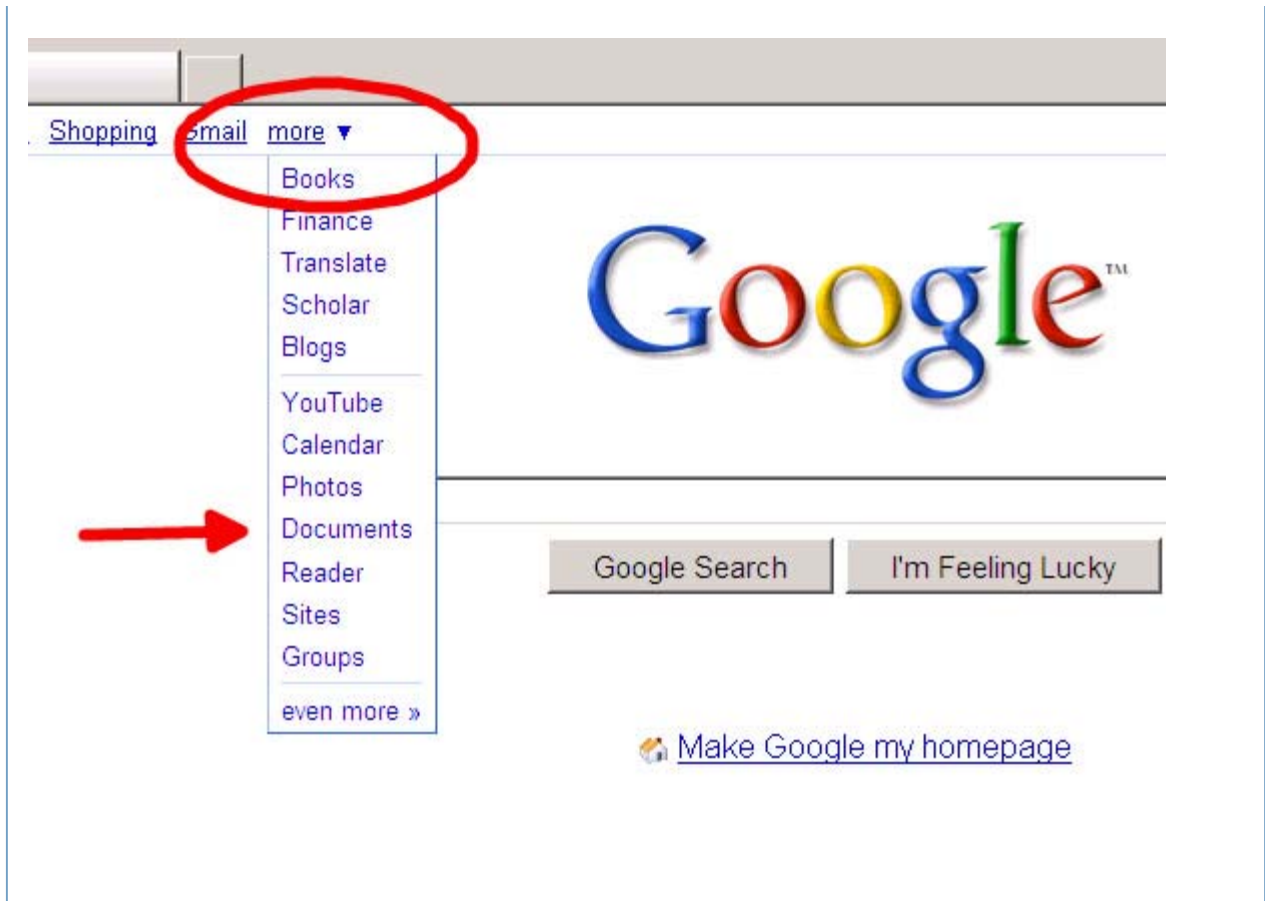 Shopping Gmail more ▼
Books
Finance
Translate
Scholar
Blogs
YouTube
Calendar
Photos
Documents
Reader
Sites
Groups
even more »
Google™
Google Search I'm Feeling Lucky
Make Google my homepage